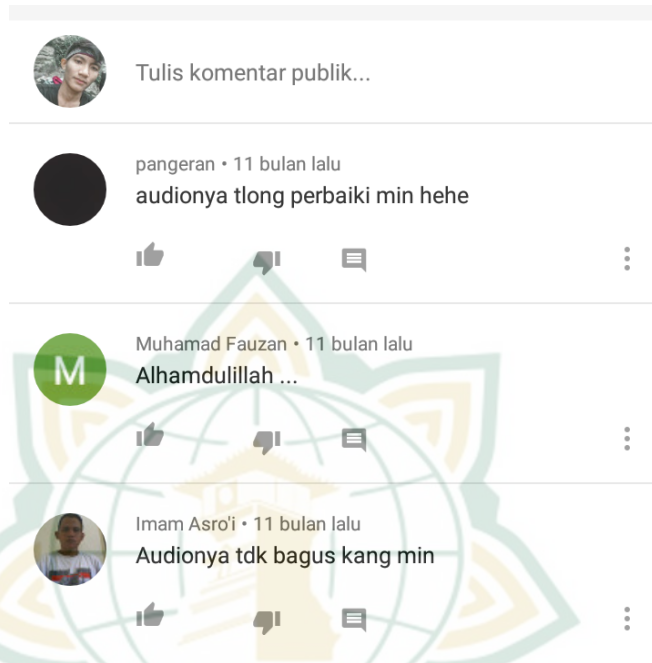 Tulis komentar publik...
pangeran • 11 bulan lalu
audionya tlong perbaiki min hehe
Muhamad Fauzan • 11 bulan lalu
M
Alhamdulillah ...
Imam Asro'i • 11 bulan lalu
Audionya tdk bagus kang min